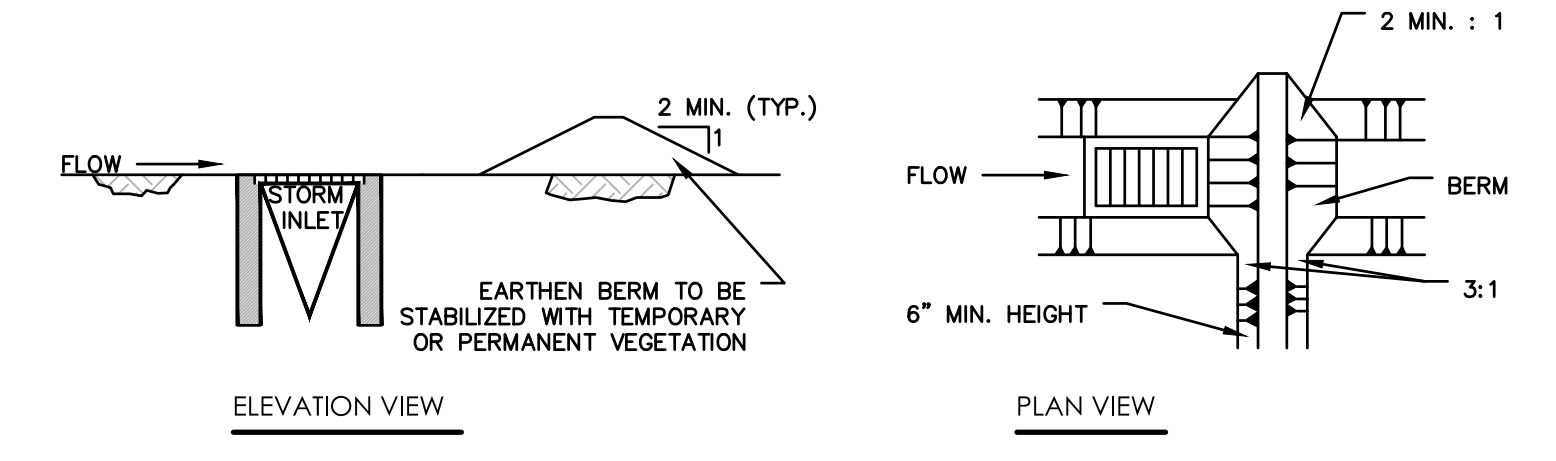 2 MIN. (TYP.)
1
FLOW
STORM
INLET
EARTHEN BERM TO BE
STABILIZED WITH TEMPORARY
OR PERMANENT VEGETATION
ELEVATION VIEW
2 MIN. : 1
FLOW
BERM
3:1
6" MIN. HEIGHT
PLAN VIEW